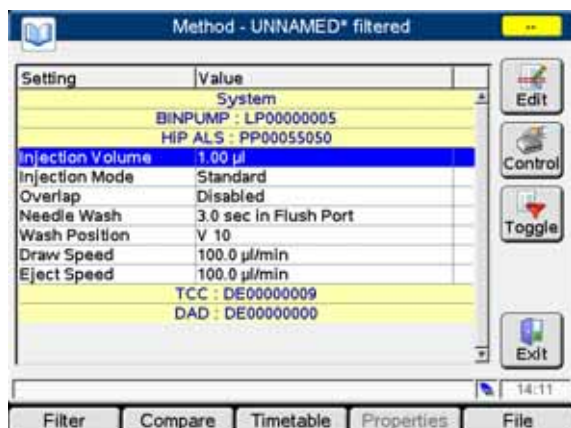 Method - UNNAMED* filtered
--
Setting Value
System
BINPUMP : LP00000005
HiP ALS : PP00055050
Injection Volume 1.00 µl
Injection Mode Standard
Overlap Disabled
Needle Wash 3.0 sec in Flush Port
Wash Position V 10
Draw Speed 100.0 µl/min
Eject Speed 100.0 µl/min
TCC : DE00000009
DAD : DE00000000
Edit
Control
Toggle
Exit
14:11
Filter Compare Timetable Properties File